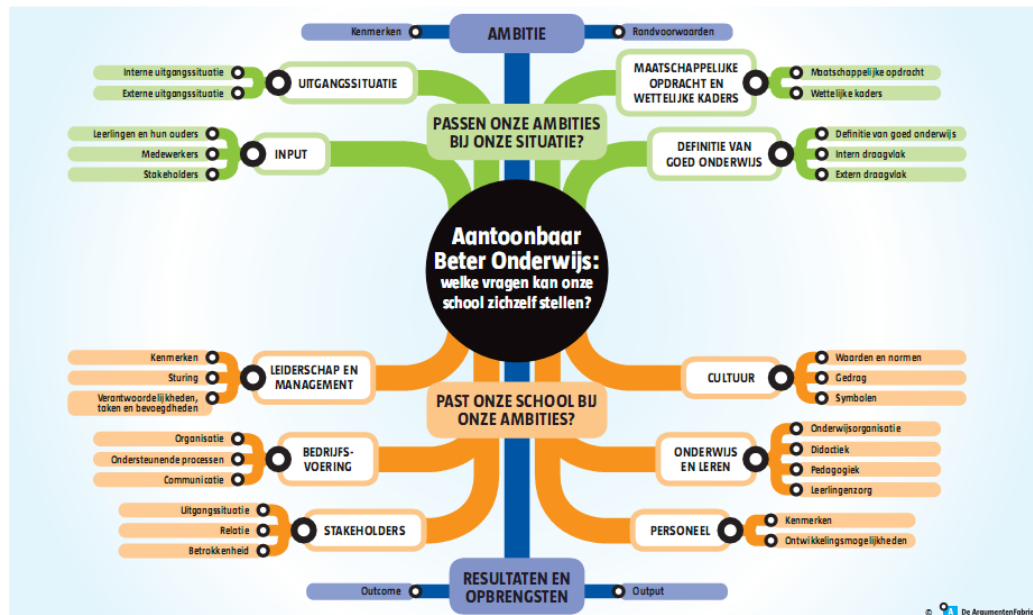 Kenmerken
AMBITIE
Randvoorwaarden
Interne uitgangssituatie
Externe uitgangssituatie
UITGANGSSITUATIE
MAATSCHAPPELIJKE
OPDRACHT EN
WETTELIJKE KADERS
Maatschappelijke opdracht
Wettelijke kaders
PASSEN ONZE AMBITIES
BIJ ONZE SITUATIE?
Leerlingen en hun ouders
Medewerkers
Stakeholders
INPUT
DEFINITIE VAN
GOED ONDERWIJS
Definitie van goed onderwijs
Intern draagvlak
Extern draagvlak
Aantoonbaar
Beter Onderwijs:
welke vragen kan onze
school zichzelf stellen?
Kenmerken
Sturing
Verantwoordelijkheden,
taken en bevoegdheden
LEIDERSCHAP EN
MANAGEMENT
CULTUUR
Waarden en normen
Gedrag
Symbolen
PAST ONZE SCHOOL BIJ
ONZE AMBITIES?
Organisatie
Ondersteunende processen
Communicatie
BEDRIJFS-
VOERING
ONDERWIJS
EN LEREN
Onderwijsorganisatie
Didactiek
Pedagogiek
Leerlingenzorg
Uitgangssituatie
Relatie
Betrokkenheid
STAKEHOLDERS
PERSONEEL
Kenmerken
Ontwikkelingsmogelijkheden
Outcome
RESULTATEN EN
OPBRENGSTEN
Output
© A De Argumentenfabriek